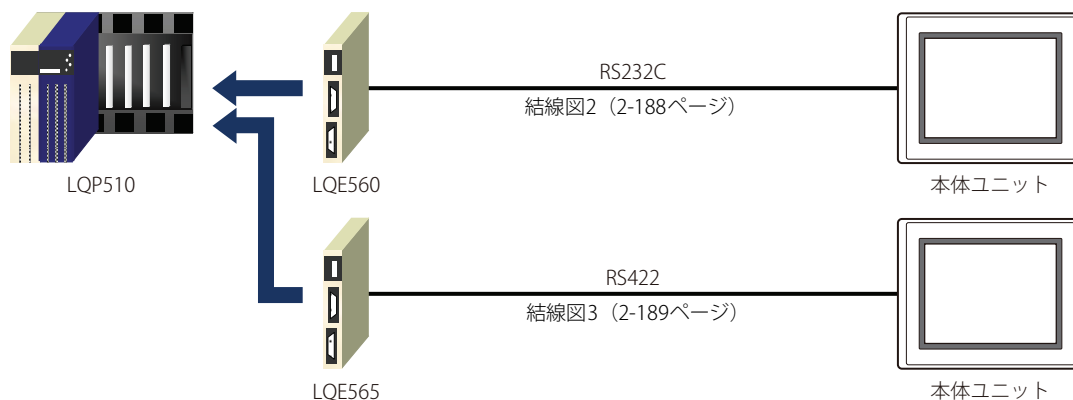 RS232C
結線図2（2-188ページ）
LQP510
LQE560
本体ユニット
RS422
結線図3（2-189ページ）
LQE565
本体ユニット